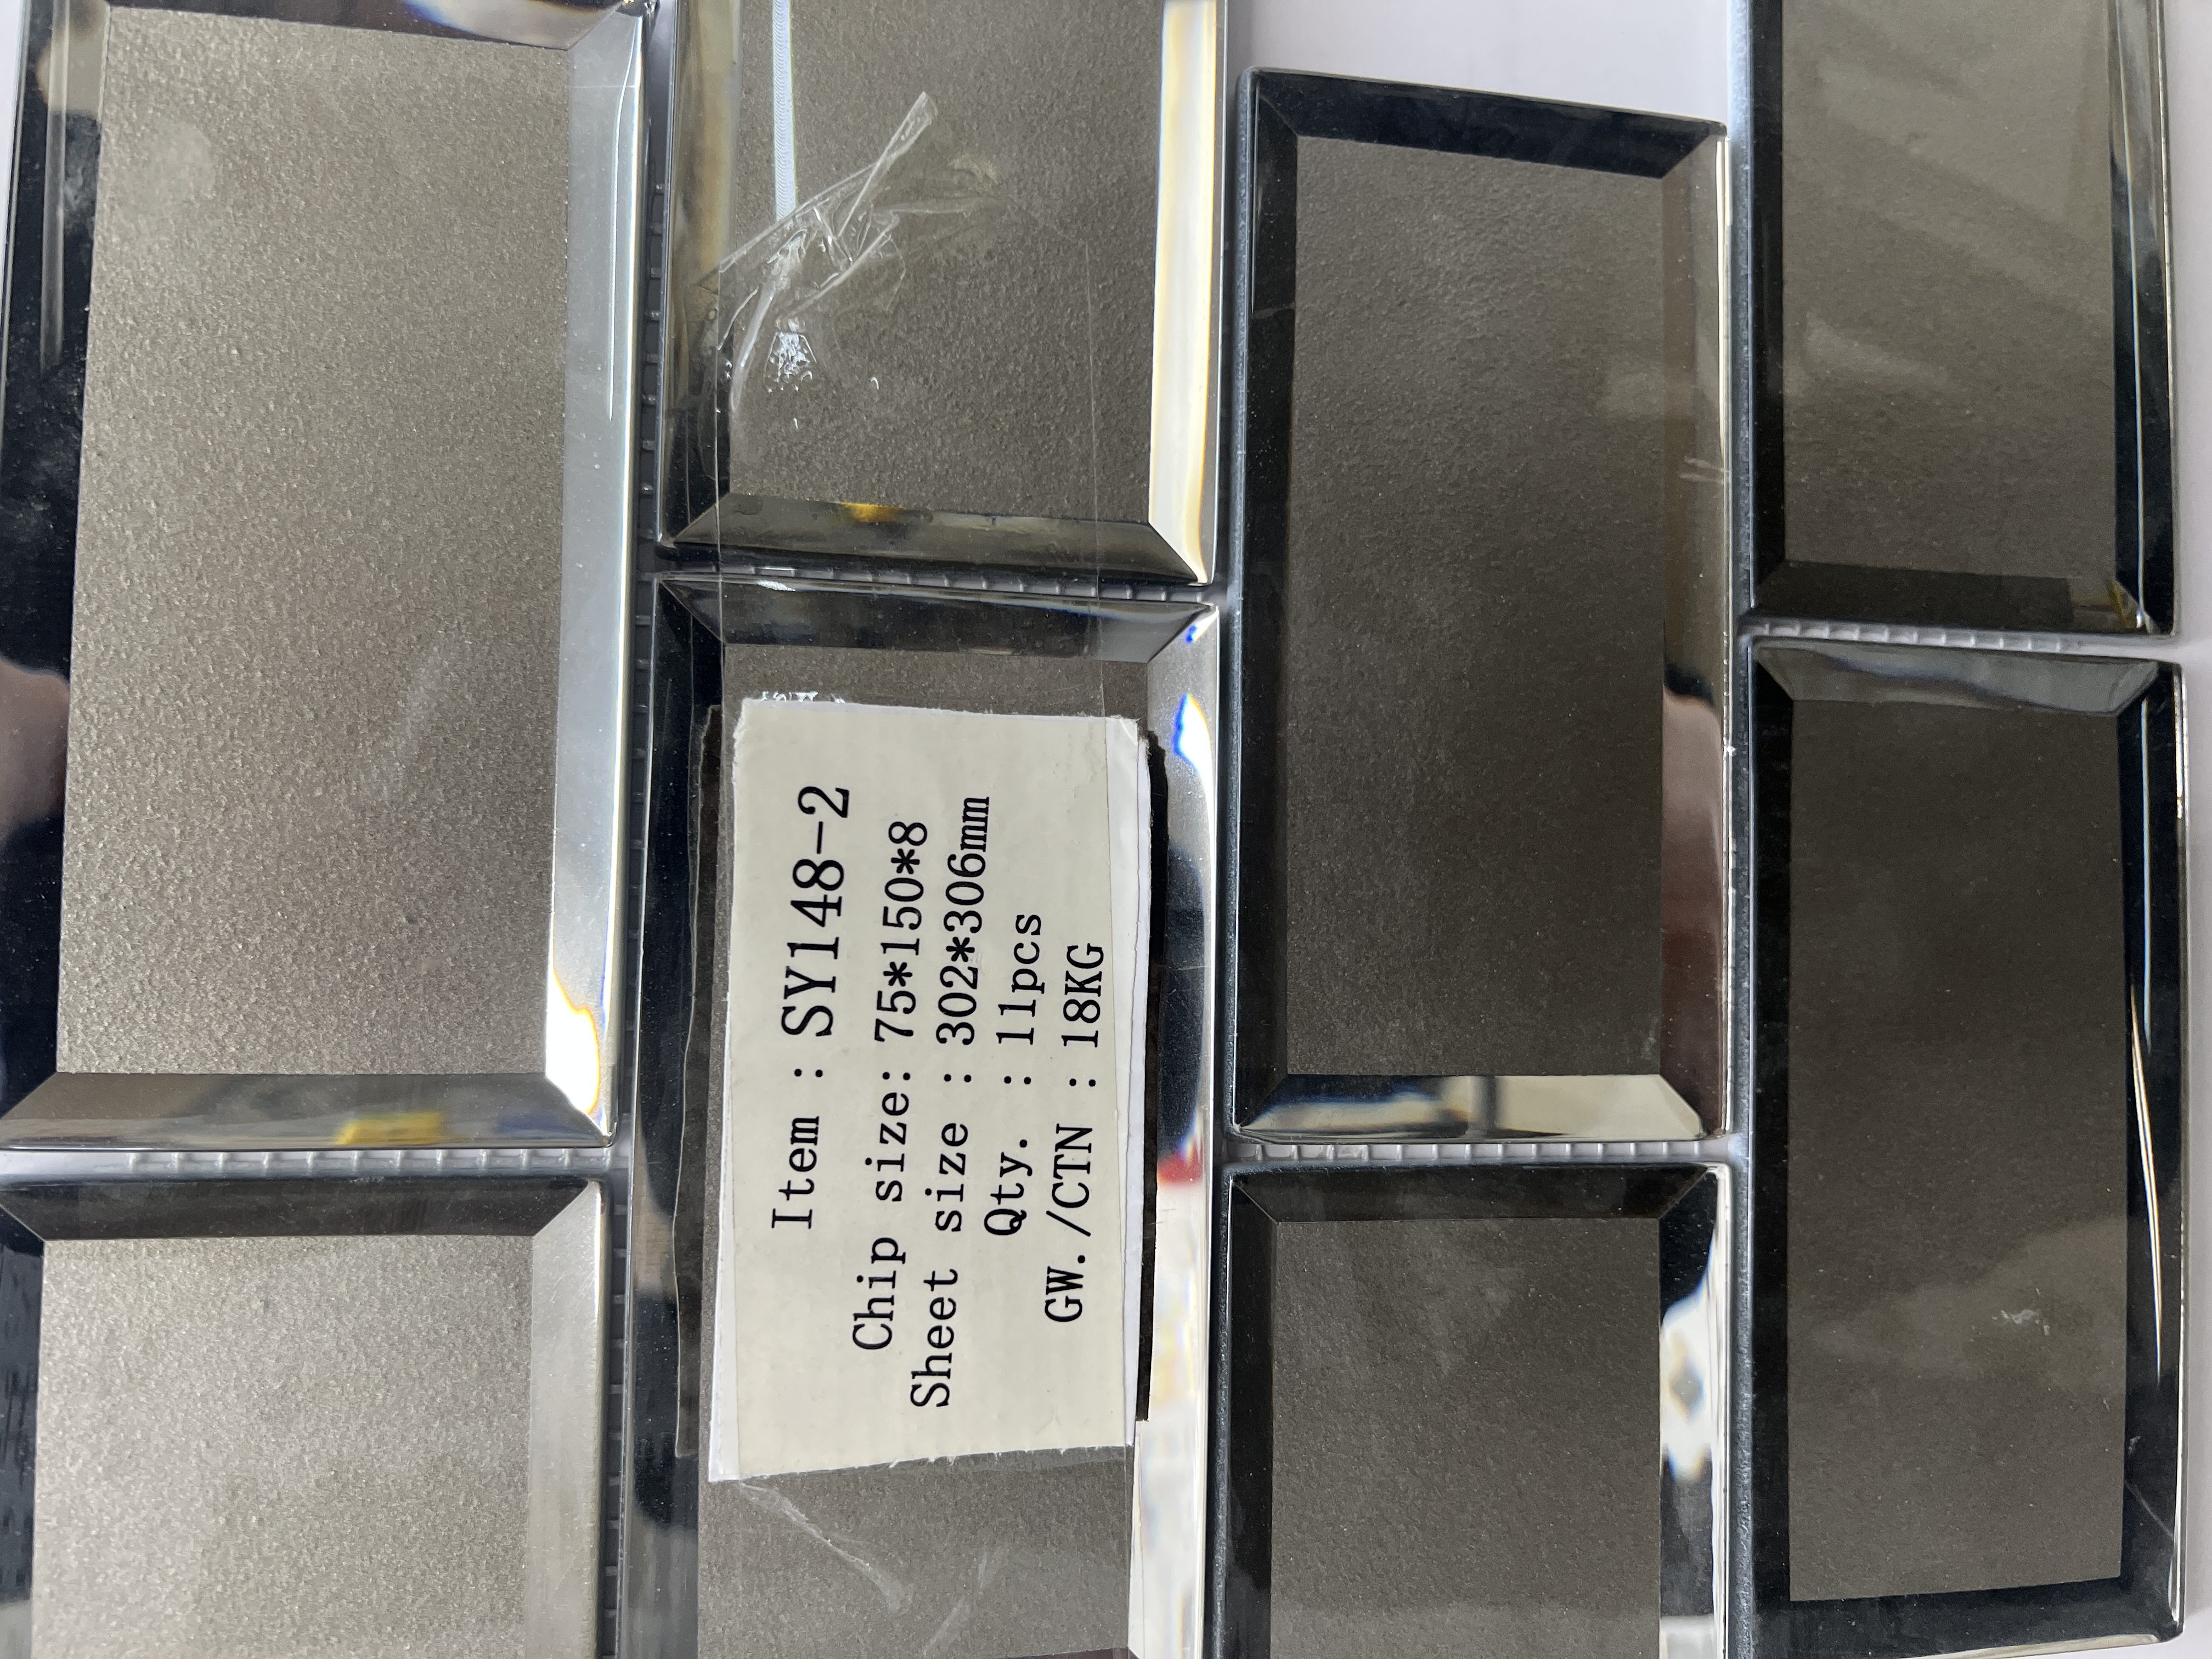 Item : SY148-2
Chip size: 75*150*8
Sheet size : 302*306mm
Qty. : 11pcs
GW./CTN : 18KG